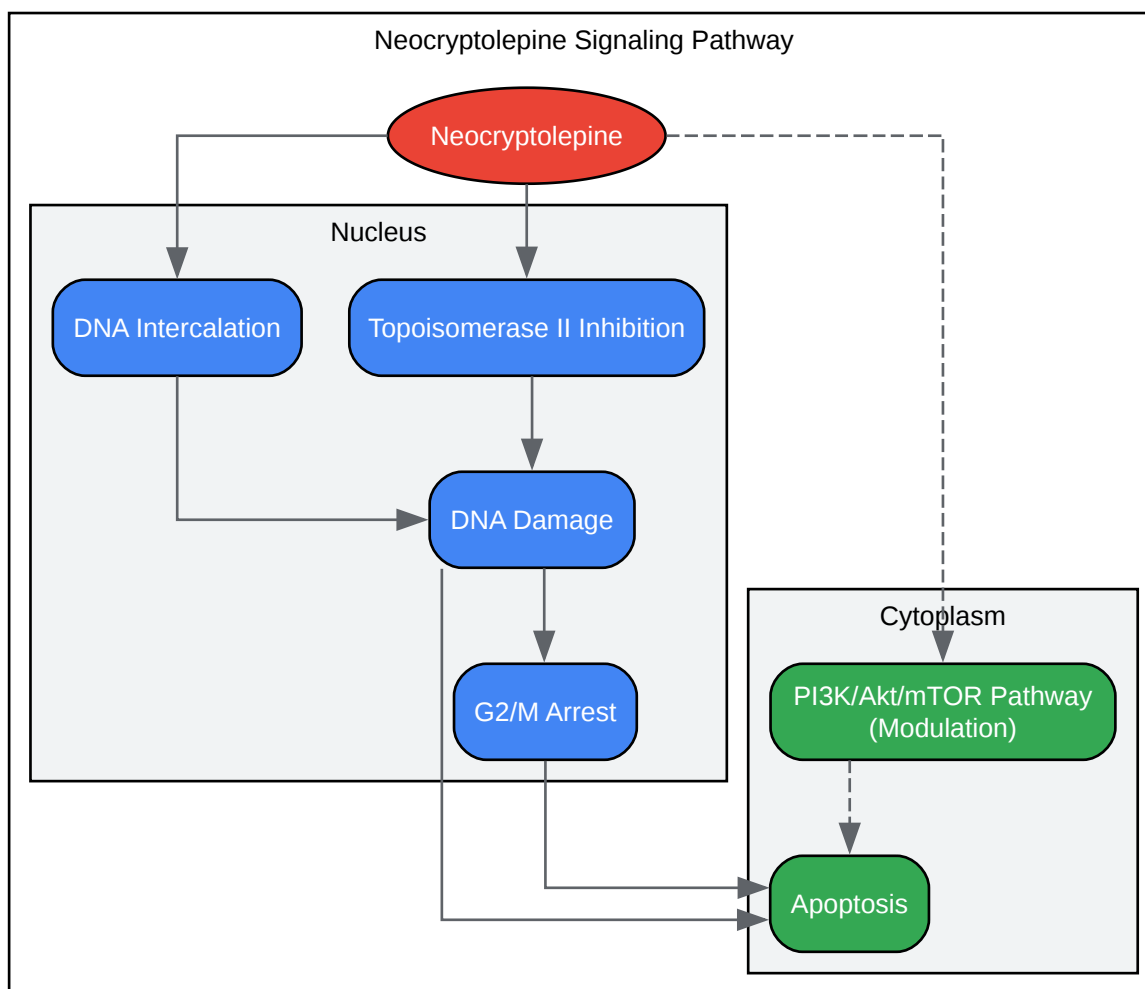 Neocryptolepine Signaling Pathway
Neocryptolepine
Nucleus
DNA Intercalation
Topoisomerase II Inhibition
DNA Damage
G2/M Arrest
Cytoplasm
PI3K/Akt/mTOR Pathway
(Modulation)
Apoptosis